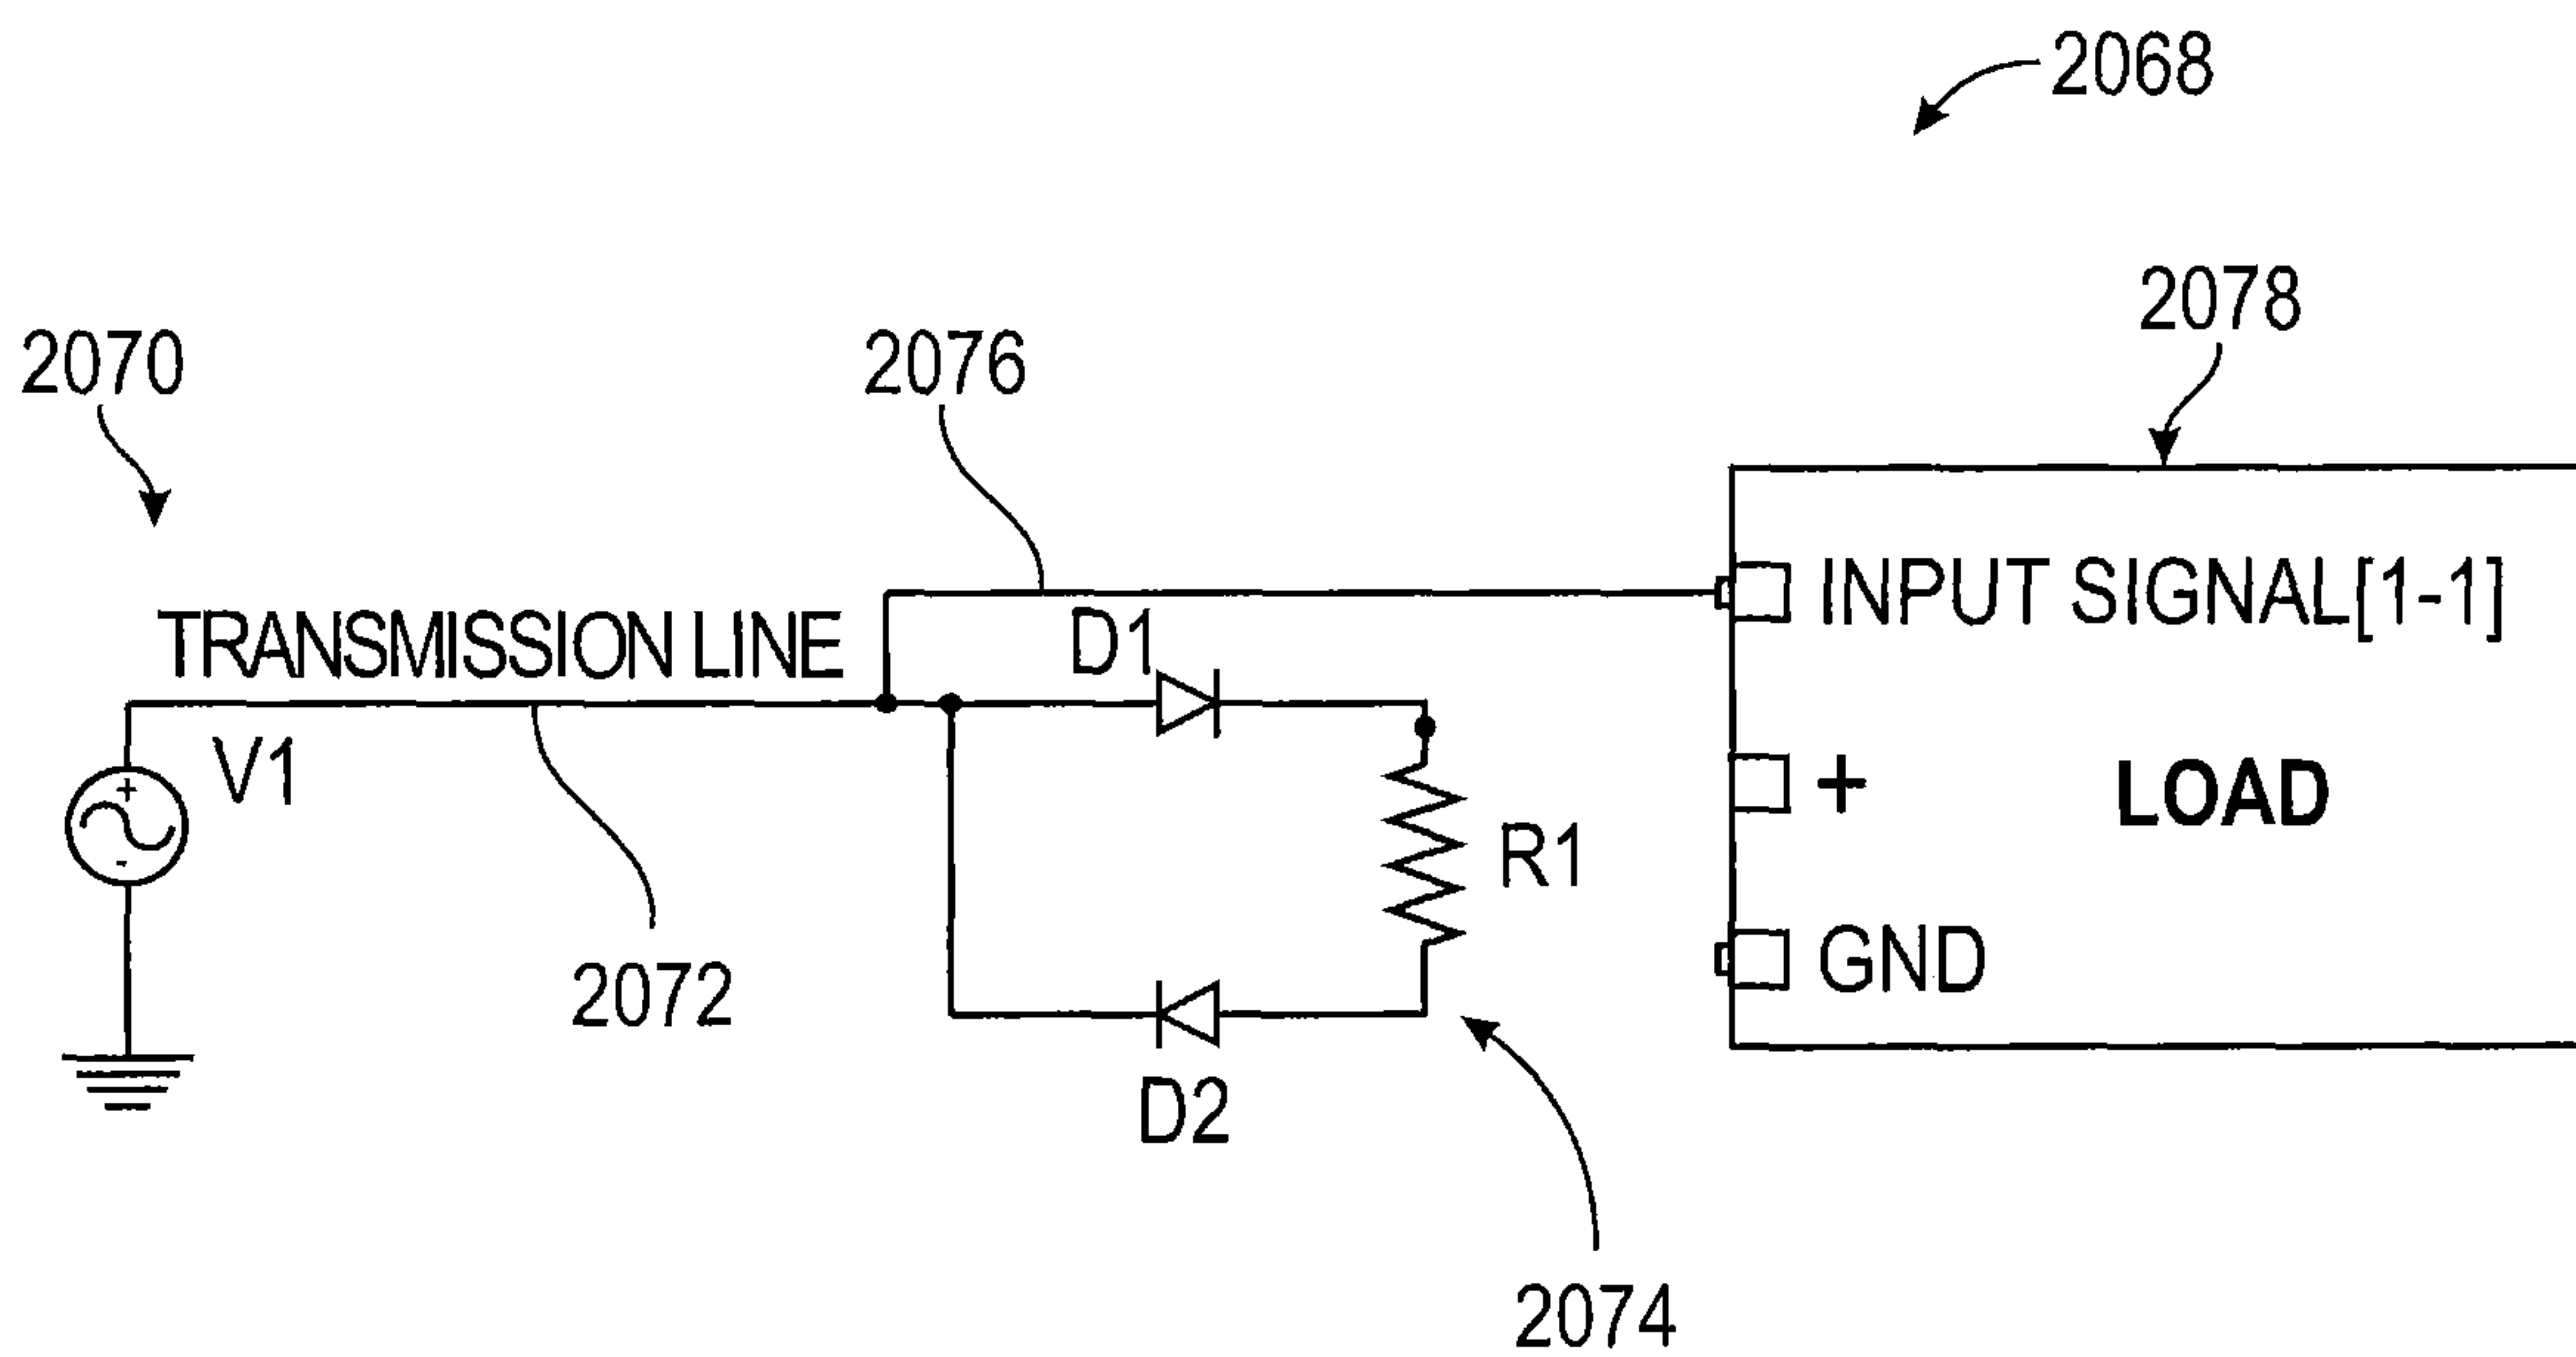 2068
2078
2070
2076
INPUT SIGNAL[1-1]
TRANSMISSION LINE
D1
V1
+
-
+
LOAD
R1
GND
2072
D2
2074